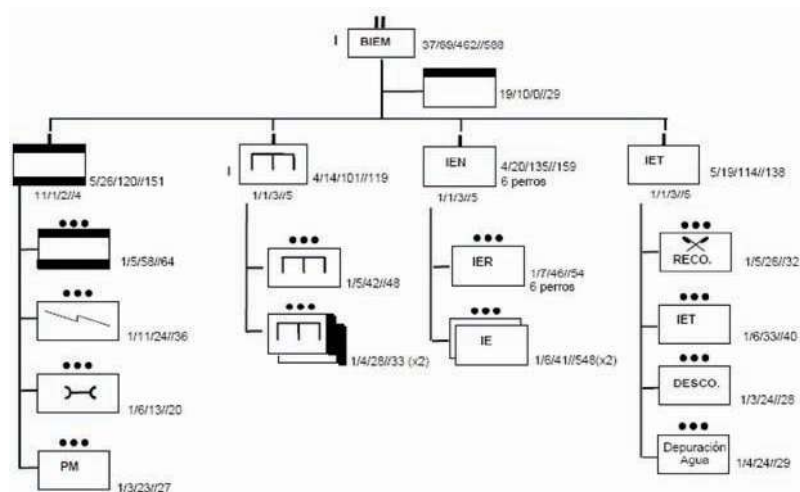 I
BIEM
37/69/462//568
19/10/0//29
5/26/120//151
11/1/2//4
1/5/58//64
1/11/24//36
1/6/13//20
PM
1/3/23//27
I
4/14/101//119
1/1/3//5
1/5/42//48
1/4/28//33 (x2)
IEN
4/20/135//159
6 perros
1/1/3//5
IER
1/7/46//54
6 perros
IE
1/6/41//548(x2)
IET
5/19/114//138
1/1/3//5
RECO.
1/5/26//32
IET
1/6/33//40
DESCO.
1/3/24//28
Depuración
Agua
1/4/24//29